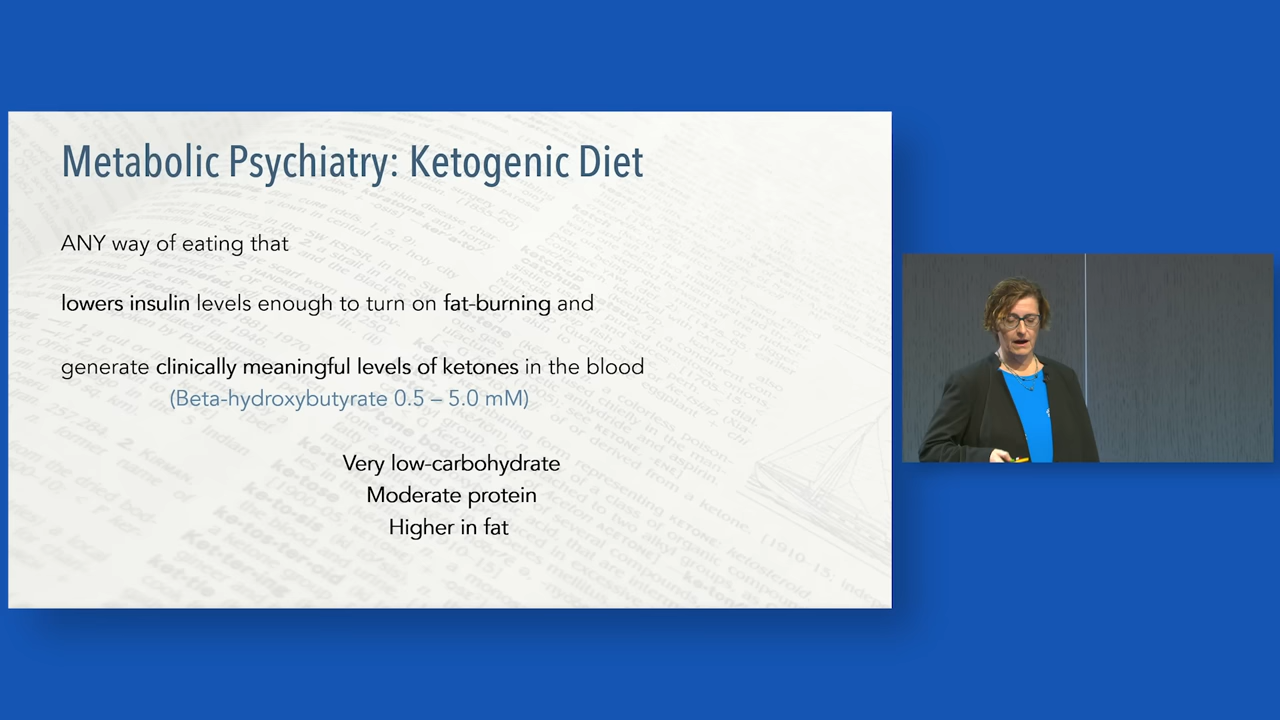 Metabolic Psychiatry: Ketogenic Diet
ANY way of eating that
lowers insulin levels enough to turn on fat-burning and
generate clinically meaningful levels of ketones in the blood
(Beta-hydroxybutyrate 0.5 – 5.0 mM)
Very low-carbohydrate
Moderate protein
Higher in fat